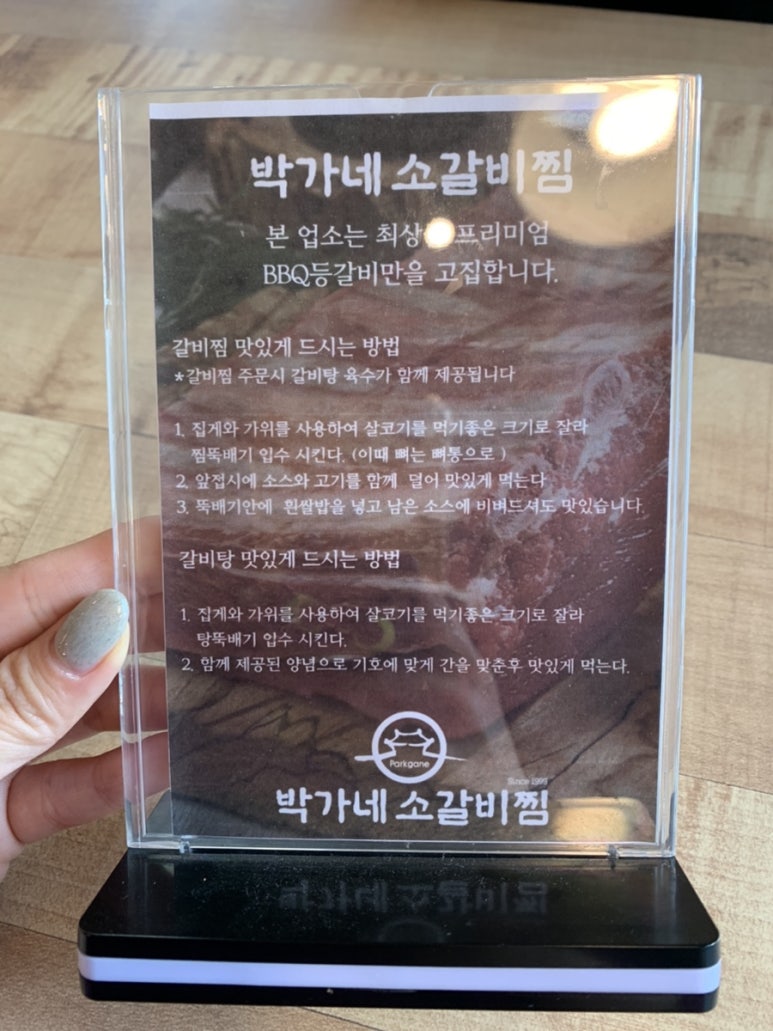 박가네 소갈비찜
본 업소는 최상 프리미엄
BBQ등갈비만을 고집합니다.
갈비찜 맛있게 드시는 방법
*갈비찜 주문시 갈비탕 육수가 함께 제공됩니다
1. 집게와 가위를 사용하여 살코기를 먹기좋은 크기로 잘라
찜뚝배기 입수 시킨다. (이때 뼈는 뼈통으로 )
2. 앞접시에 소스와 고기를 함께 덜어 맛있게 먹는다
3. 뚝배기안에 흰쌀밥을 넣고 남은 소스에 비벼드셔도 맛있습니다.
갈비탕 맛있게 드시는 방법
1. 집게와 가위를 사용하여 살코기를 먹기좋은 크기로 잘라
탕뚝배기 입수 시킨다.
2. 함께 제공된 양념으로 기호에 맞게 간을 맞춘후 맛있게 먹는다.
Parkgane
Since 1999
박가네 소갈비찜